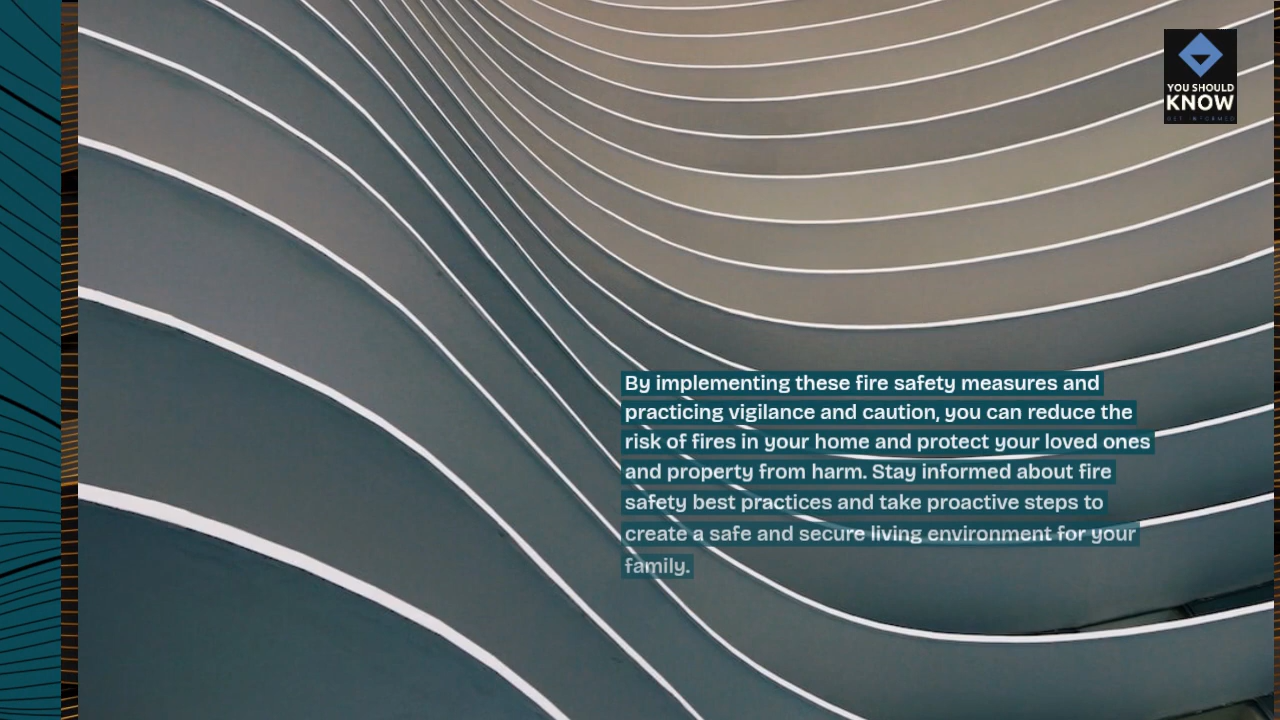 YOU SHOULD
KNOW
GET INFORMED
By implementing these fire safety measures and
practicing vigilance and caution, you can reduce the
risk of fires in your home and protect your loved ones
and property from harm. Stay informed about fire
safety best practices and take proactive steps to
create a safe and secure living environment for your
family.